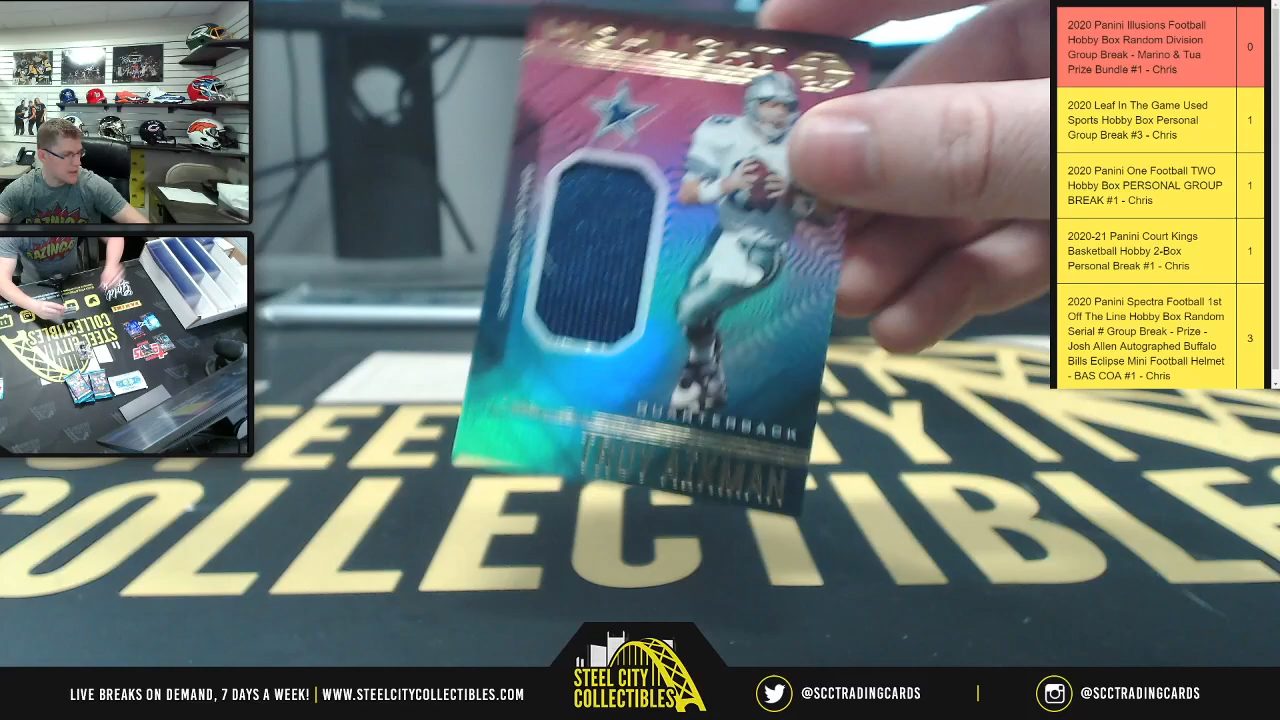 2020 Panini Illusions Football
Hobby Box Random Division
Group Break - Marino & Tua
Prize Bundle #1 - Chris
0
2020 Leaf In The Game Used
Sports Hobby Box Personal
Group Break #3 - Chris
1
2020 Panini One Football TWO
Hobby Box PERSONAL GROUP
BREAK #1 - Chris
1
2020-21 Panini Court Kings
Basketball Hobby 2-Box
Personal Break #1 - Chris
1
2020 Panini Spectra Football 1st
Off The Line Hobby Box Random
Serial # Group Break - Prize -
Josh Allen Autographed Buffalo
Bills Eclipse Mini Football Helmet
- BAS COA #1 - Chris
3
QUARTERBACK
TROY AIKMAN
STEEL CITY
COLLECTIBLES
COLLECTIBLES
LIVE BREAKS ON DEMAND, 7 DAYS A WEEK! | WWW.STEELCITYCOLLECTIBLES.COM
STEEL CITY
COLLECTIBLES
@SCCTRADINGCARDS
|
@SCCTRADINGCARDS